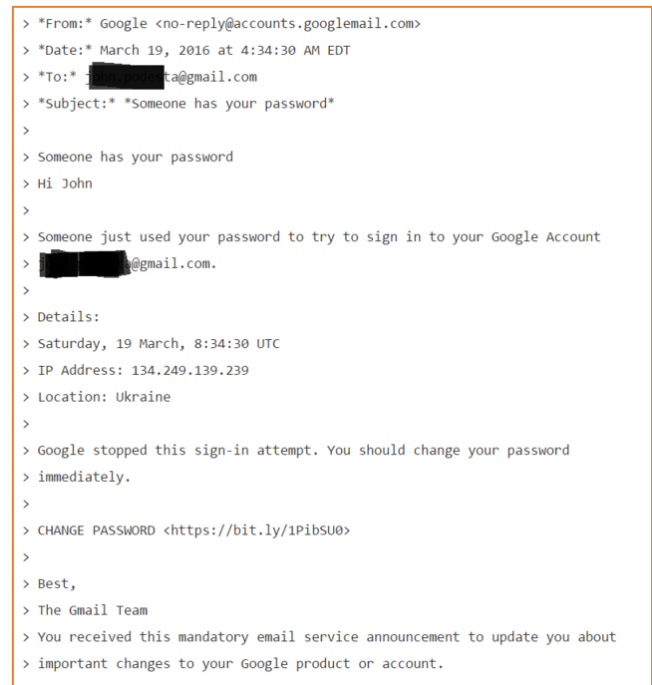 > *From:* Google <no-reply@accounts.googlemail.com>
> *Date:* March 19, 2016 at 4:34:30 AM EDT
> *To:* @gmail.com
> *Subject:* *Someone has your password*
>
> Someone has your password
> Hi John
>
> Someone just used your password to try to sign in to your Google Account
> @gmail.com.
>
> Details:
> Saturday, 19 March, 8:34:30 UTC
> IP Address: 134.249.139.239
> Location: Ukraine
>
> Google stopped this sign-in attempt. You should change your password
> immediately.
>
> CHANGE PASSWORD <https://bit.ly/1PibSU0>
>
> Best,
> The Gmail Team
> You received this mandatory email service announcement to update you about
> important changes to your Google product or account.